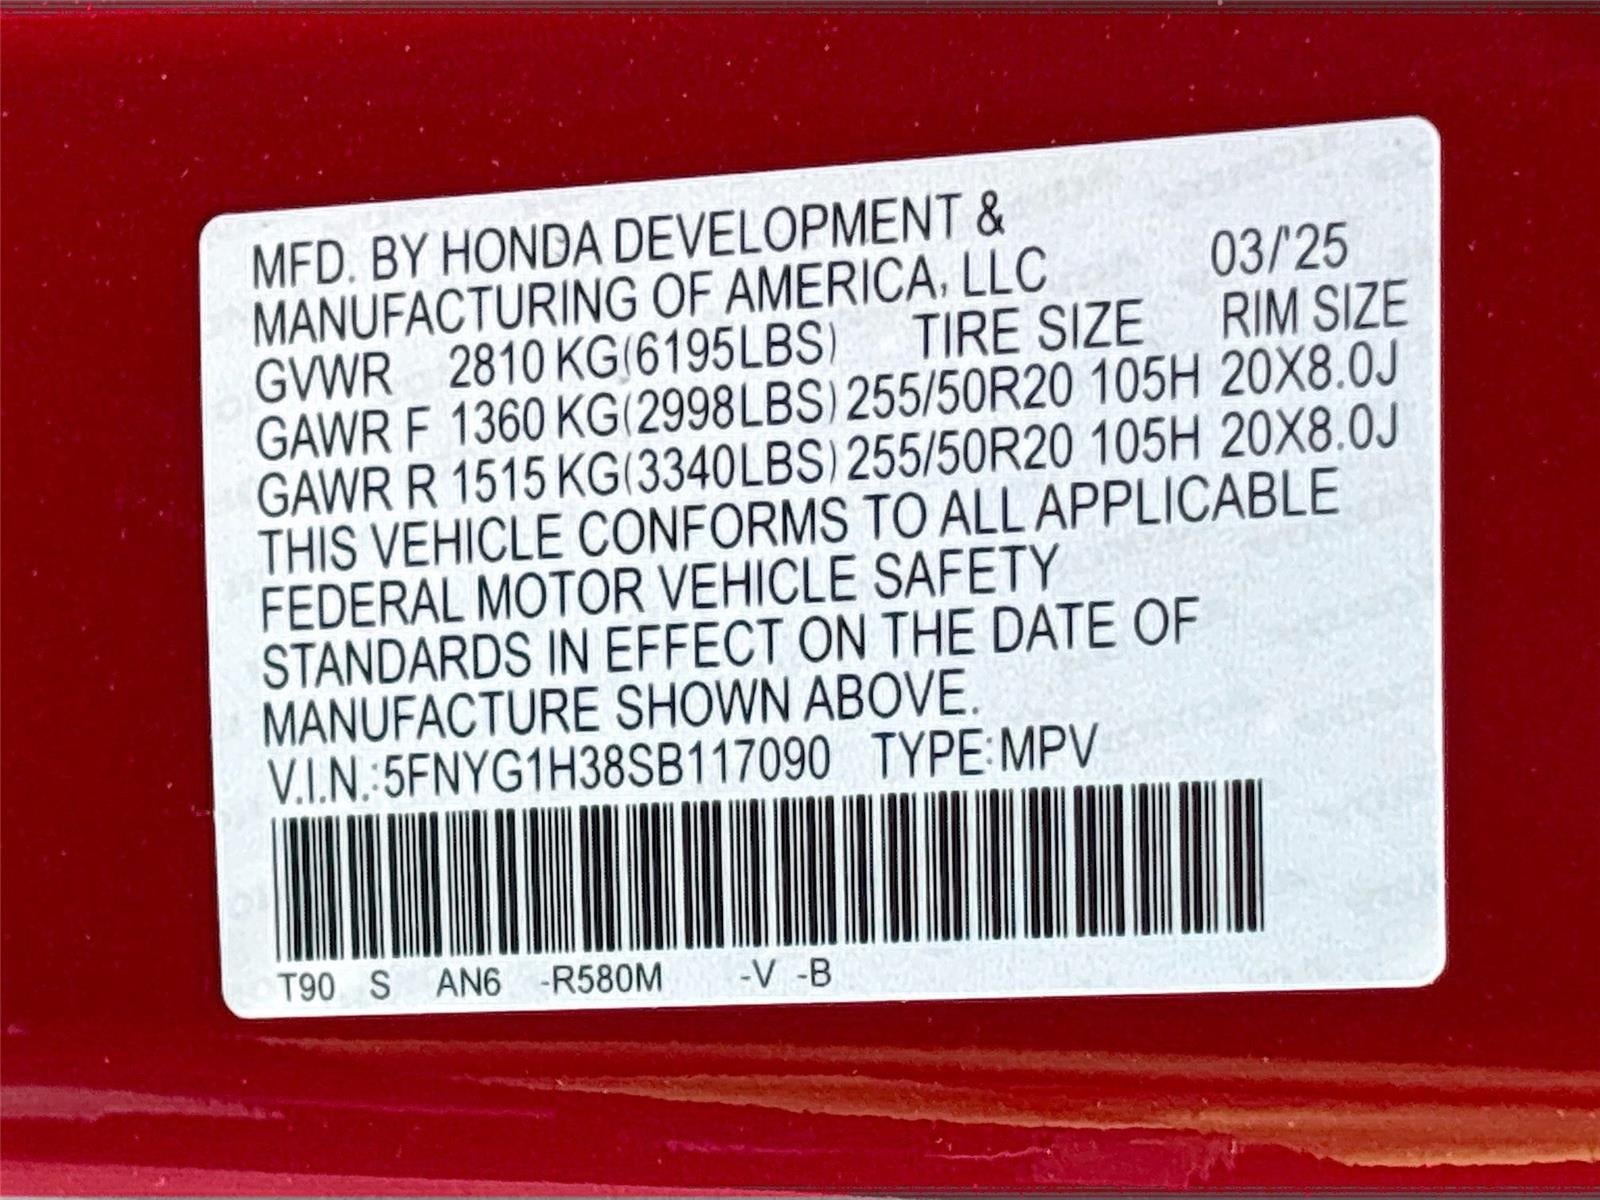 MFD. BY HONDA DEVELOPMENT &
MANUFACTURING OF AMERICA, LLC 03/'25
GVWR 2810 KG(6195LBS) TIRE SIZE RIM SIZE
GAWR F 1360 KG(2998LBS) 255/50R20 105H 20X8.0J
GAWR R 1515 KG(3340LBS) 255/50R20 105H 20X8.0J
THIS VEHICLE CONFORMS TO ALL APPLICABLE
FEDERAL MOTOR VEHICLE SAFETY
STANDARDS IN EFFECT ON THE DATE OF
MANUFACTURE SHOWN ABOVE.
V.I.N.:5FNYG1H38SB117090 TYPE:MPV
T90 S AN6 -R580M -V -B